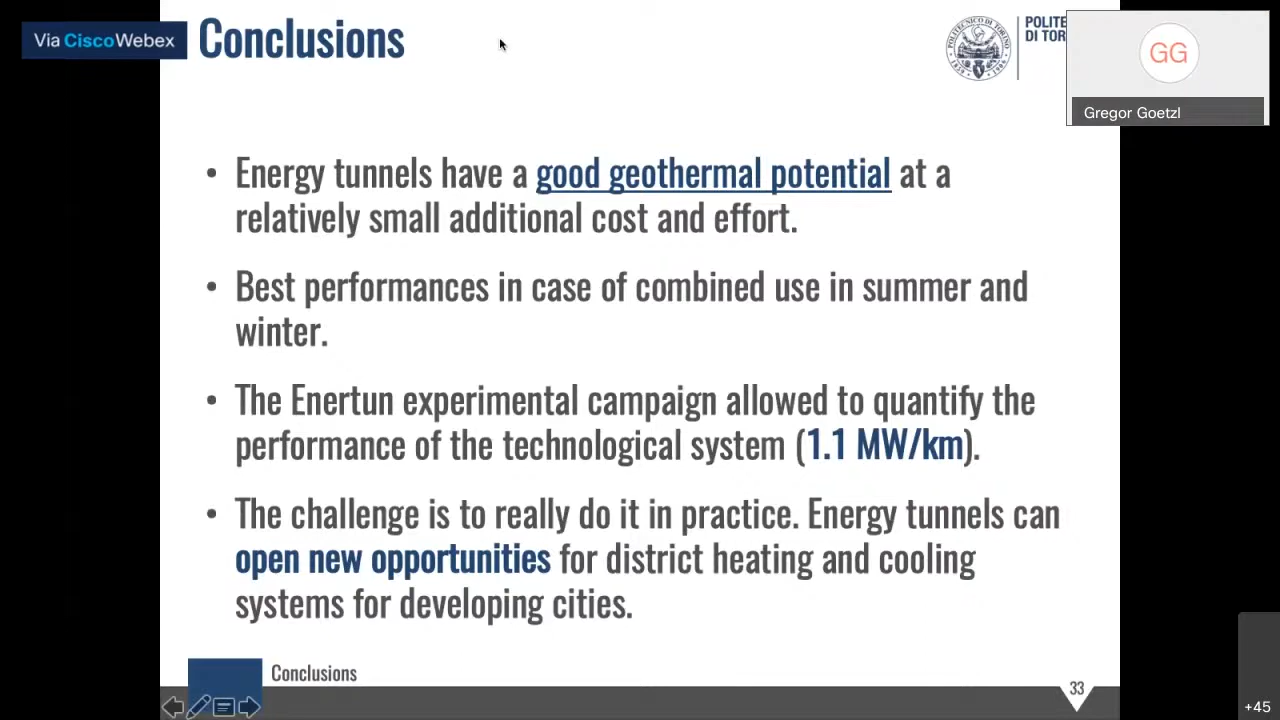 Via CiscoWebex
Conclusions
POLITECNICO DI TORINO
POLITE
DI TOR
GG
Gregor Goetzl
• Energy tunnels have a good geothermal potential at a
relatively small additional cost and effort.
• Best performances in case of combined use in summer and
winter.
• The Enertun experimental campaign allowed to quantify the
performance of the technological system (1.1 MW/km).
• The challenge is to really do it in practice. Energy tunnels can
open new opportunities for district heating and cooling
systems for developing cities.
Conclusions
33
+45